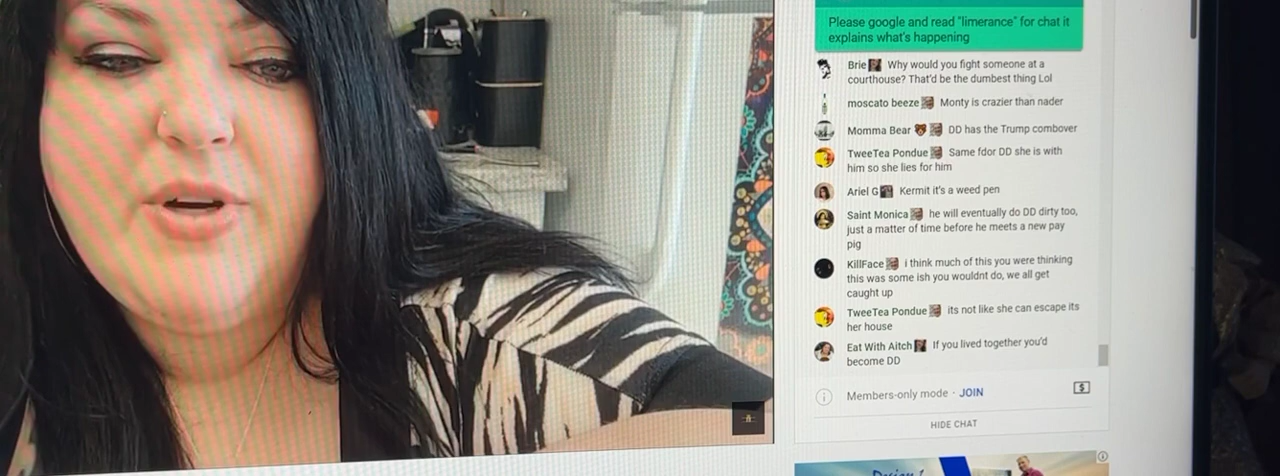 Please google and read "limerance" for chat it
explains what's happening
Brie Why would you fight someone at a
courthouse? That'd be the dumbest thing Lol
moscato beeze Monty is crazier than nader
Momma Bear DD has the Trump combover
TweeTea Pondue Same fdor DD she is with
him so she lies for him
Ariel G Kermit it's a weed pen
Saint Monica he will eventually do DD dirty too,
just a matter of time before he meets a new pay
pig
KillFace i think much of this you were thinking
this was some ish you wouldnt do, we all get
caught up
TweeTea Pondue its not like she can escape its
her house
Eat With Aitch If you lived together you'd
become DD
Members-only mode · JOIN
HIDE CHAT